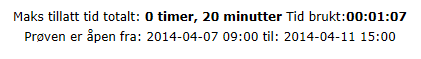 Maks tillatt tid totalt: 0 timer, 20 minutter Tid brukt:00:01:07
Prøven er åpen fra: 2014-04-07 09:00 til: 2014-04-11 15:00